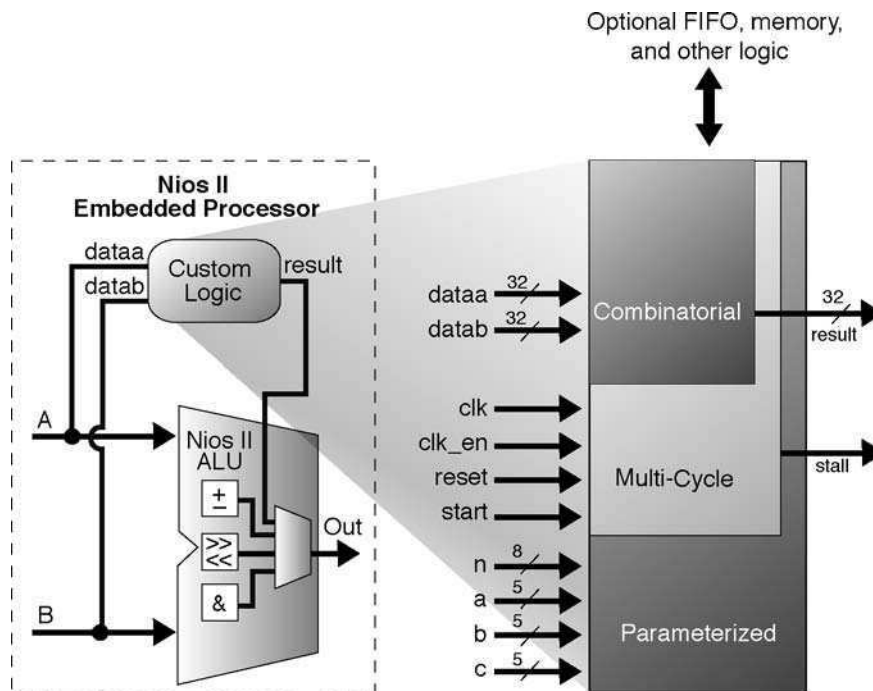 Optional FIFO, memory,
and other logic
Nios II
Embedded Processor
dataa
datab
Custom
Logic
result
A
B
Nios II
ALU
±
>>
<<
&
Out
dataa
32
datab
32
clk
clk_en
reset
start
n
8
a
5
b
5
c
5
Combinatorial
Multi-Cycle
Parameterized
32
result
stall